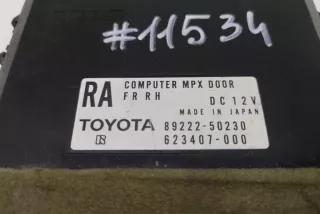 #11534
RA COMPUTER MPX DOOR
FR RH DC 12V
MADE IN JAPAN
TOYOTA 89222-50230
623407-000